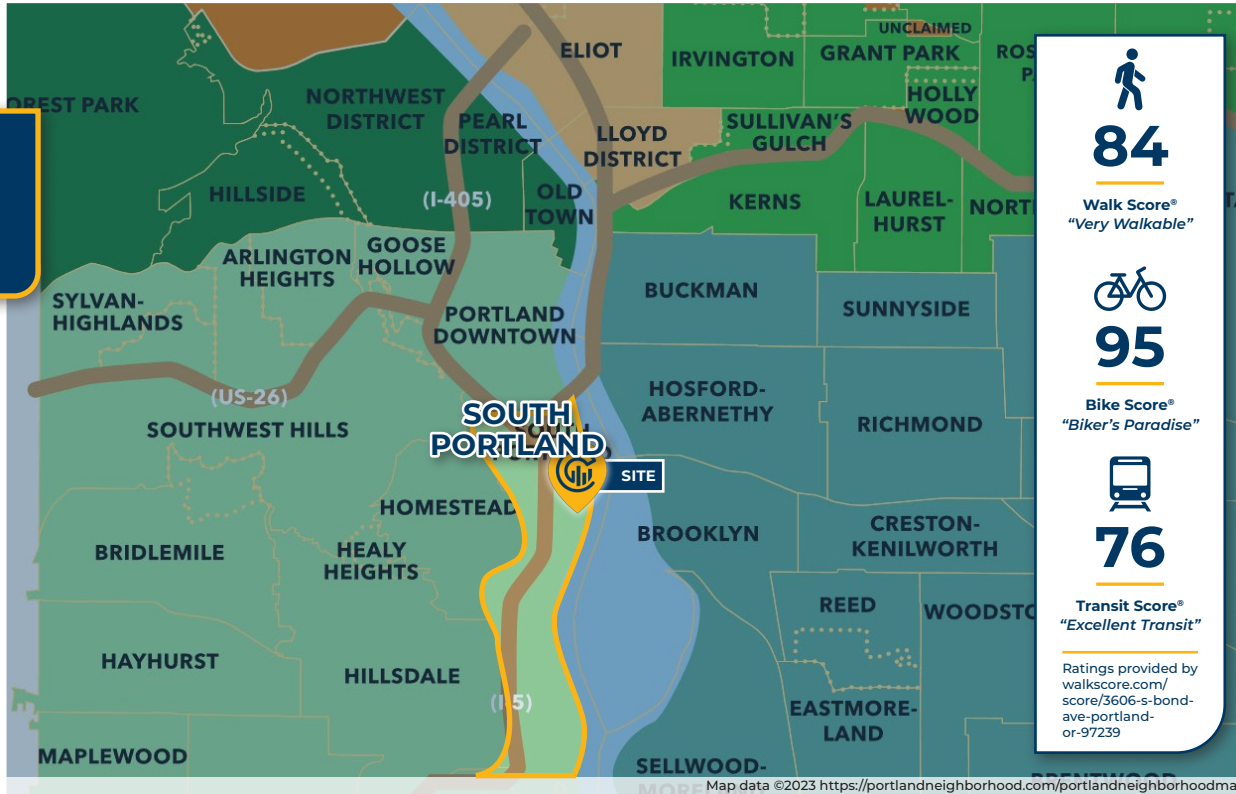 UNCLAIMED
ELIOT
IRVINGTON
GRANT PARK
OREST PARK
NORTHWEST
DISTRICT
PEARL
DISTRICT
HOLLY
WOOD
SULLIVAN'S
GULCH
LLOYD
DISTRICT
HILLSIDE
(I-405)
OLD
TOWN
KERNS
LAUREL-
HURST
ARLINGTON
HEIGHTS
GOOSE
HOLLOW
SYLVAN-
HIGHLANDS
PORTLAND
DOWNTOWN
BUCKMAN
SUNNYSIDE
(US-26)
SOUTHWEST HILLS
HOSFORD-
ABERNETHY
RICHMOND
SOUTH
PORTLAND
SOUTH
SITE
HOMESTEAD
BRIDLEMILE
HEALY
HEIGHTS
BROOKLYN
CRESTON-
KENILWORTH
REED
WOODSTO
HAYHURST
HILLSDALE
(I-5)
EASTMORE-
LAND
MAPLEWOOD
SELLWOOD-
84
Walk Score®
“Very Walkable”
95
Bike Score®
“Biker’s Paradise”
76
Transit Score®
“Excellent Transit”
Ratings provided by
walkscore.com/
score/3606-s-bond-
ave-portland-
or-97239
Map data ©2023 https://portlandneighborhood.com/portlandneighborhoodma